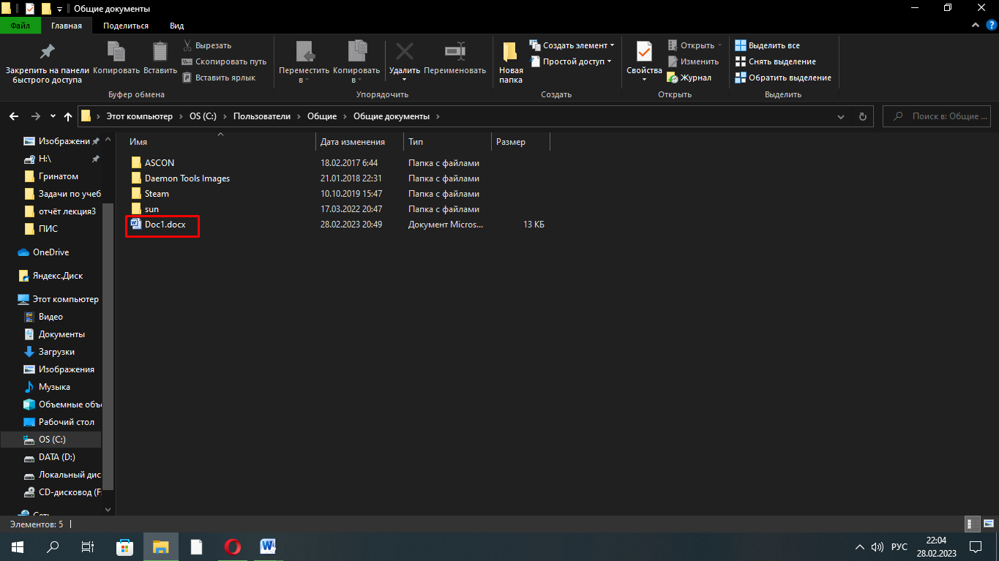 Общие документы
Файл Главная Поделиться Вид
Закрепить на панели быстрого доступа
Копировать
Вставить
Вырезать
Скопировать путь
Вставить ярлык
Буфер обмена
Переместить в
Копировать в
Удалить
Переименовать
Упорядочить
Новая папка
Создать элемент
Простой доступ
Создать
Свойства
Открыть
Изменить
Журнал
Открыть
Выделить все
Снять выделение
Обратить выделение
Выделить
Этот компьютер › OS (C:) › Пользователи › Общие › Общие документы ›
Поиск в: Общие ...
Изображени
H:\
Гринатом
Задачи по учеб
отчёт лекция3
ПИС
OneDrive
Яндекс.Диск
Этот компьютер
Видео
Документы
Загрузки
Изображения
Музыка
Объемные объ
Рабочий стол
OS (C:)
DATA (D:)
Локальный дис
CD-дисковод (F:
Сеть
Имя Дата изменения Тип Размер
ASCON 18.02.2017 6:44 Папка с файлами
Daemon Tools Images 21.01.2018 22:31 Папка с файлами
Steam 10.10.2019 15:47 Папка с файлами
sun 17.03.2022 20:47 Папка с файлами
Doc1.docx 28.02.2023 20:49 Документ Micros... 13 КБ
Элементов: 5
РУС
22:04
28.02.2023